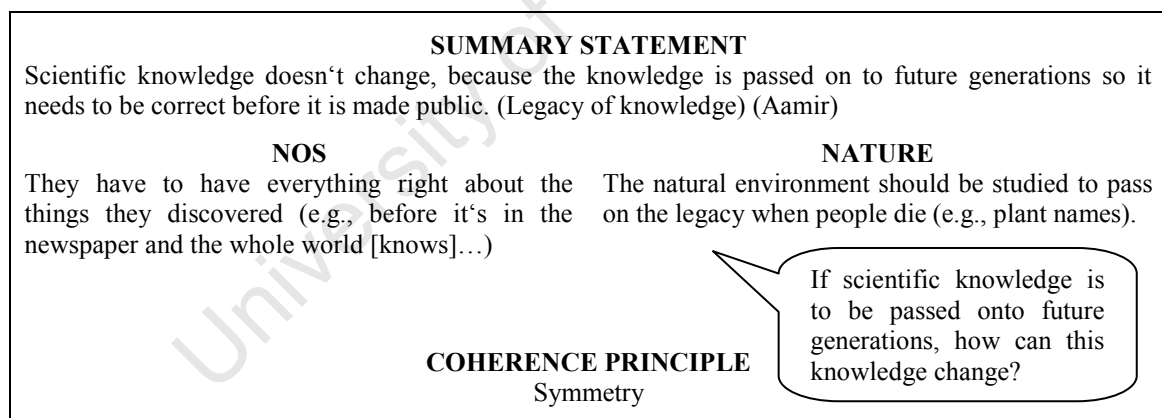 SUMMARY STATEMENT
Scientific knowledge doesn‘t change, because the knowledge is passed on to future generations so it
needs to be correct before it is made public. (Legacy of knowledge) (Aamir)
NOS
They have to have everything right about the
things they discovered (e.g., before it‘s in the
newspaper and the whole world [knows]…)
NATURE
The natural environment should be studied to pass
on the legacy when people die (e.g., plant names).
If scientific knowledge is
to be passed onto future
generations, how can this
knowledge change?
COHERENCE PRINCIPLE
Symmetry
University of